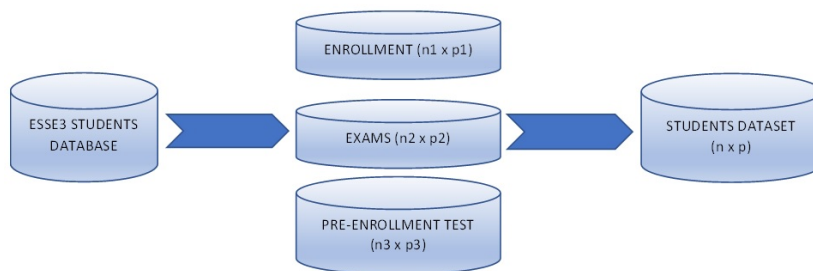 ENROLLMENT (n1 x p1)
ESSE3 STUDENTS
DATABASE
EXAMS (n2 x p2)
PRE-ENROLLMENT TEST
(n3 x p3)
STUDENTS DATASET
(n x p)